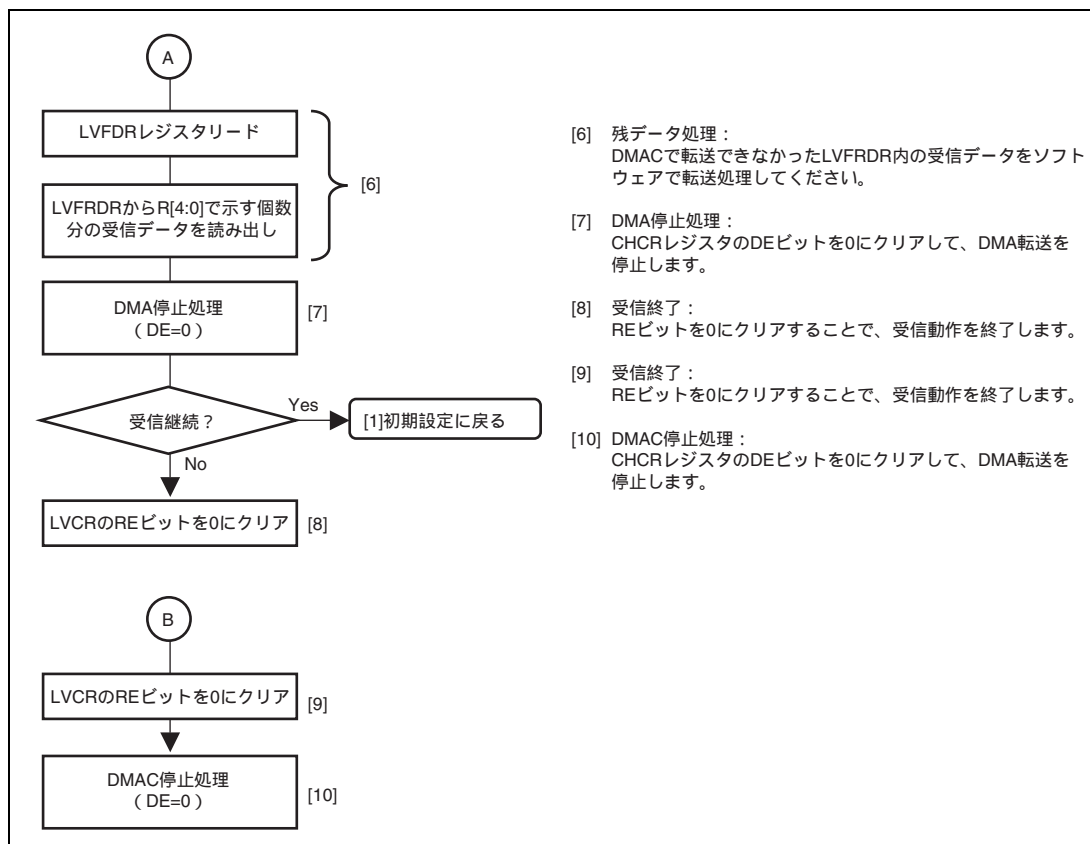 A
LVFDRレジスタリード
LVFRDRからR[4:0]で示す個数
分の受信データを読み出し
[6]
DMA停止処理
（DE=0）
[7]
受信継続？
Yes
[1]初期設定に戻る
No
LVCRのREビットを0にクリア
[8]
B
LVCRのREビットを0にクリア
[9]
DMAC停止処理
（DE=0）
[10]
[6] 残データ処理：
DMACで転送できなかったLVFRDR内の受信データをソフト
ウェアで転送処理してください。
[7] DMA停止処理：
CHCRレジスタのDEビットを0にクリアして、DMA転送を
停止します。
[8] 受信終了：
REビットを0にクリアすることで、受信動作を終了します。
[9] 受信終了：
REビットを0にクリアすることで、受信動作を終了します。
[10] DMAC停止処理：
CHCRレジスタのDEビットを0にクリアして、DMA転送を
停止します。